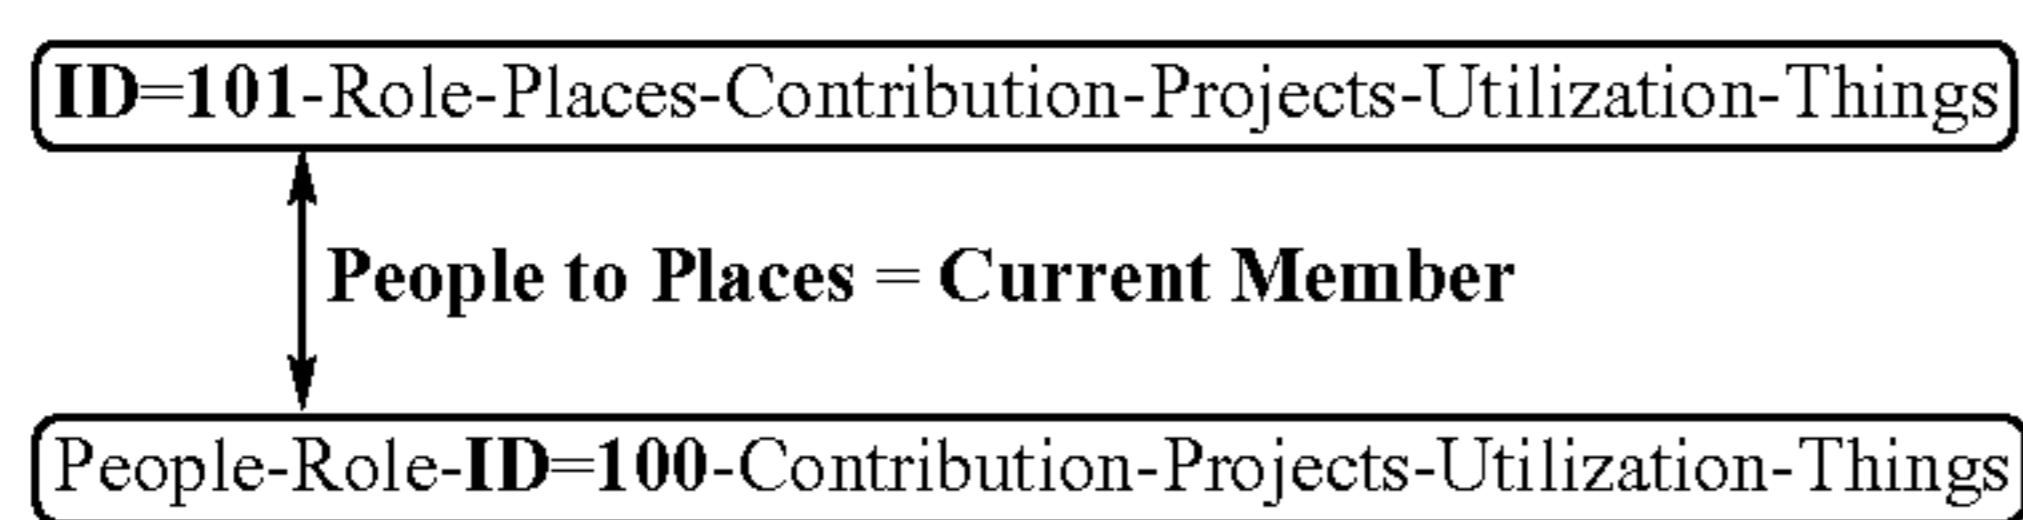 ID=101-Role-Places-Contribution-Projects-Utilization-Things
People to Places = Current Member
People-Role-ID=100-Contribution-Projects-Utilization-Things